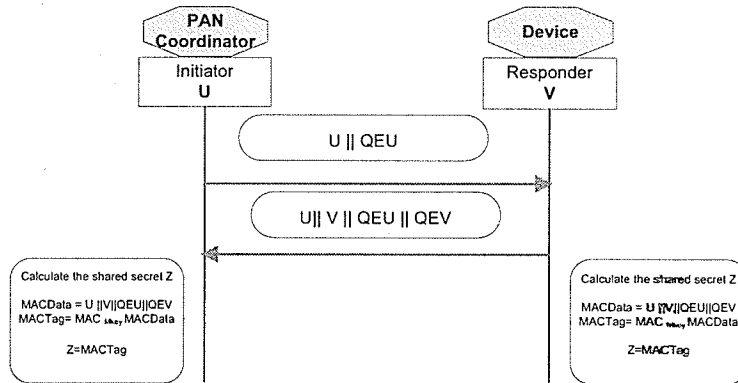 PAN
Coordinator
Device
Initiator
U
Responder
V
U || QEU
U|| V || QEU || QEV
Calculate the shared secret Z
MACData = U ||V||QEU||QEV
MACTag= MAC MACData
Z=MACTag
Calculate the shared secret Z
MACData = U ||V||QEU||QEV
MACTag= MAC MACData
Z=MACTag